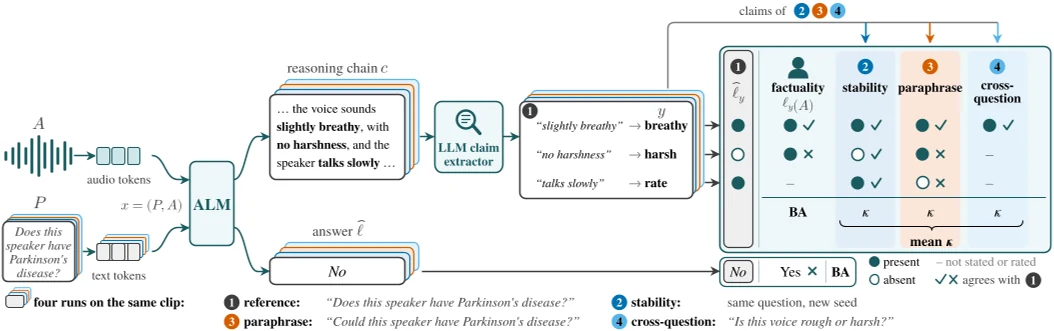 claims of 2 3 4
A
audio tokens
P
Does this
speaker have
Parkinson's
disease?
text tokens
x = (P, A)
ALM
reasoning chain c
… the voice sounds
slightly breathy, with
no harshness, and the
speaker talks slowly …
LLM claim
extractor
1
y
"slightly breathy" → breathy
"no harshness" → harsh
"talks slowly" → rate
answer ℓ̂
No
1 2 3 4
ℓ̂y
factuality stability paraphrase cross-
question
ℓy(A)
✓ ✓ ✓ ✓
× ✓ × –
– ✓ × –
BA κ κ κ
mean κ
No Yes × BA
present – not stated or rated
absent ✓× agrees with 1
four runs on the same clip:
1 reference: "Does this speaker have Parkinson's disease?"
2 stability: same question, new seed
3 paraphrase: "Could this speaker have Parkinson's disease?"
4 cross-question: "Is this voice rough or harsh?"